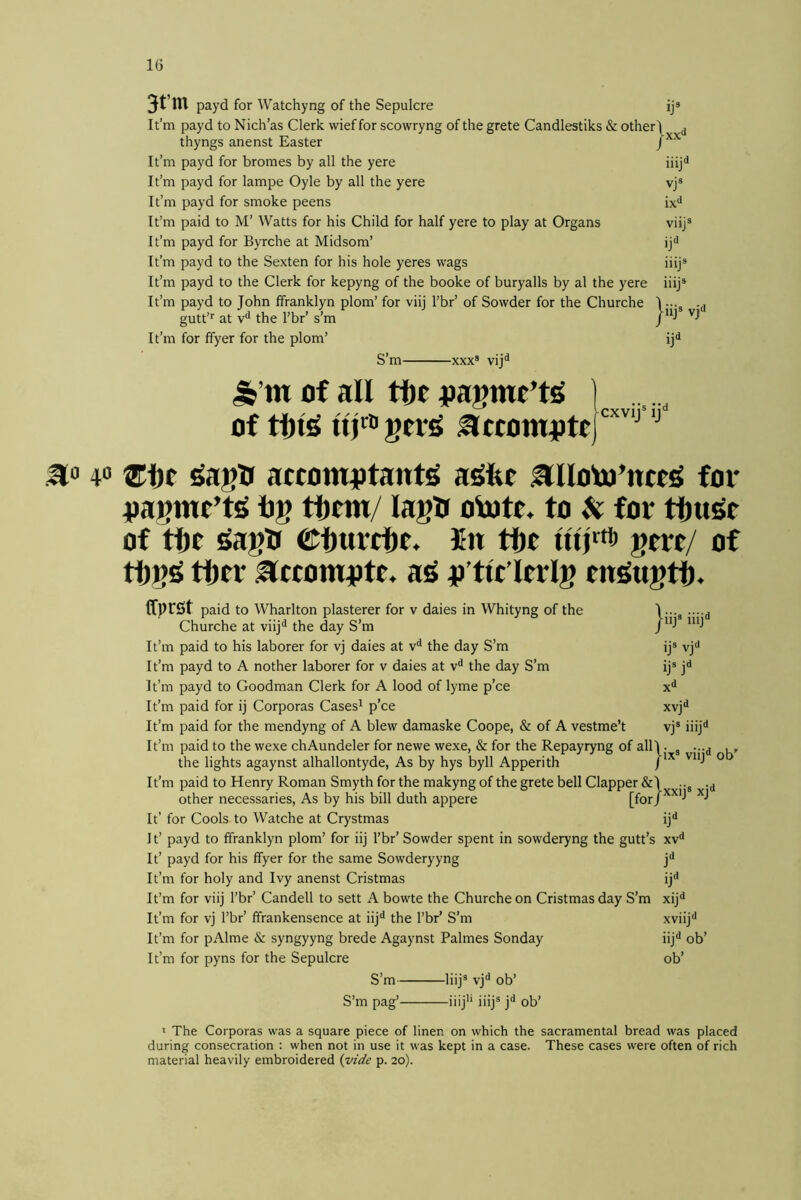 16
It’m payd for Watchyng of the Sepulcre ijˢ
It’m payd to Nich’as Clerk wief for scowryng of the grete Candlestiks & other
thyngs anenst Easter } xxᵈ
It’m payd for bromes by all the yere iiijᵈ
It’m payd for lampe Oyle by all the yere vjˢ
It’m payd for smoke peens ixᵈ
It’m paid to M’ Watts for his Child for half yere to play at Organs viijˢ
It’m payd for Byrche at Midsom’ ijᵈ
It’m payd to the Sexten for his hole yeres wags iiijˢ
It’m payd to the Clerk for kepyng of the booke of buryalls by al the yere iiijˢ
It’m payd to John ffranklyn plom’ for viij l’br’ of Sowder for the Churche
gutt’ʳ at vᵈ the l’br’ s’m } iijˢ vjᵈ
It’m for ffyer for the plom’ ijᵈ
S’m———xxxˢ vijᵈ
S’m of all the payme’ts
of this iijʳᵈ yers Accompte } cxvijˢ ijᵈ
Aᵒ 4ᵒ The sayd accomptants aske Allow’nces for
payme’ts by them/ layd owte. to & for thuse
of the sayd Churche. In the iiijʳᵗʰ yere/ of
thys ther Accompte. as p’tic’lerly ensuyth.
ffyrst paid to Wharlton plasterer for v daies in Whityng of the
Churche at viijᵈ the day S’m } iijˢ iiijᵈ
It’m paid to his laborer for vj daies at vᵈ the day S’m ijˢ vjᵈ
It’m payd to A nother laborer for v daies at vᵈ the day S’m ijˢ jᵈ
It’m payd to Goodman Clerk for A lood of lyme p’ce xᵈ
It’m paid for ij Corporas Cases¹ p’ce xvjᵈ
It’m paid for the mendyng of A blew damaske Coope, & of A vestme’t vjˢ iiijᵈ
It’m paid to the wexe chAundeler for newe wexe, & for the Repayryng of all
the lights agaynst alhallontyde, As by hys byll Apperith } ixˢ viijᵈ ob’
It’m paid to Henry Roman Smyth for the makyng of the grete bell Clapper &
other necessaries, As by his bill duth appere [for } xxijˢ xjᵈ
It’ for Cools to Watche at Crystmas ijᵈ
It’ payd to ffranklyn plom’ for iij l’br’ Sowder spent in sowderyng the gutt’s xvᵈ
It’ payd for his ffyer for the same Sowderyyng jᵈ
It’m for holy and Ivy anenst Cristmas ijᵈ
It’m for viij l’br’ Candell to sett A bowte the Churche on Cristmas day S’m xijᵈ
It’m for vj l’br’ ffrankensence at iijᵈ the l’br’ S’m xviijᵈ
It’m for pAlme & syngyyng brede Agaynst Palmes Sonday iijᵈ ob’
It’m for pyns for the Sepulcre ob’
S’m———liijˢ vjᵈ ob’
S’m pag’———iiijˡⁱ iiijˢ jᵈ ob’
¹ The Corporas was a square piece of linen on which the sacramental bread was placed
during consecration : when not in use it was kept in a case. These cases were often of rich
material heavily embroidered (vide p. 20).